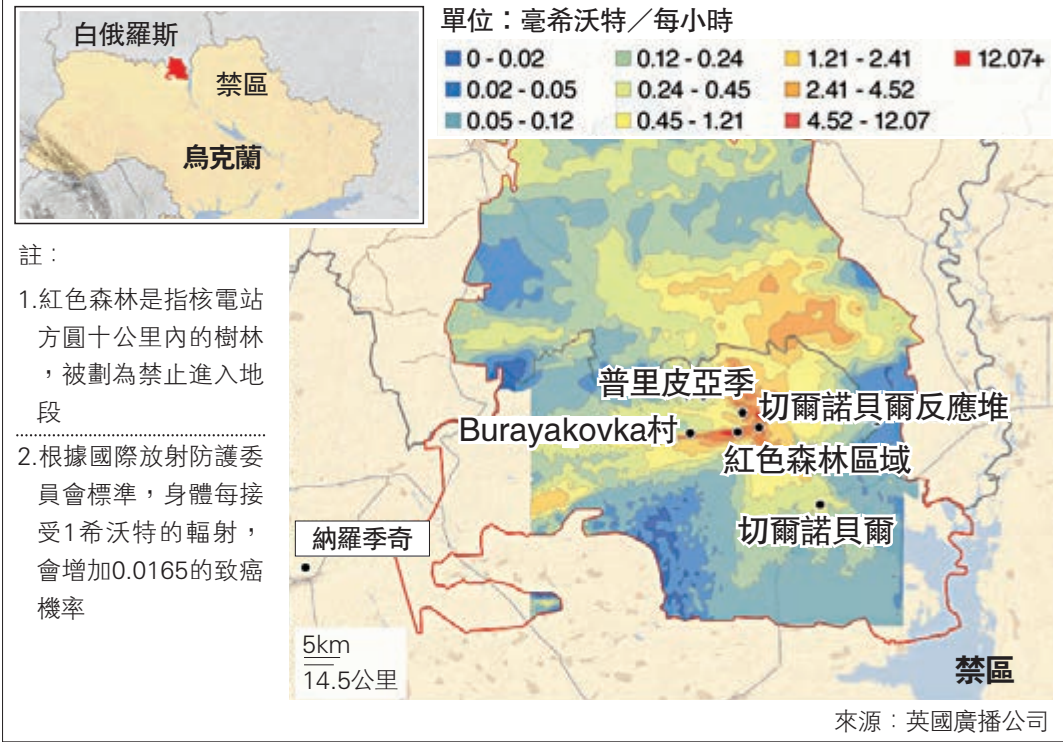 白俄羅斯
禁區
烏克蘭
單位：毫希沃特／每小時
0 - 0.02
0.12 - 0.24
1.21 - 2.41
12.07+
0.02 - 0.05
0.24 - 0.45
2.41 - 4.52
0.05 - 0.12
0.45 - 1.21
4.52 - 12.07
註：
1.紅色森林是指核電站
方圓十公里內的樹林
，被劃為禁止進入地
段
2.根據國際放射防護委
員會標準，身體每接
受1希沃特的輻射，
會增加0.0165的致癌
機率
普里皮亞季
切爾諾貝爾反應堆
Burayakovka村
紅色森林區域
切爾諾貝爾
納羅季奇
5km
14.5公里
禁區
來源：英國廣播公司